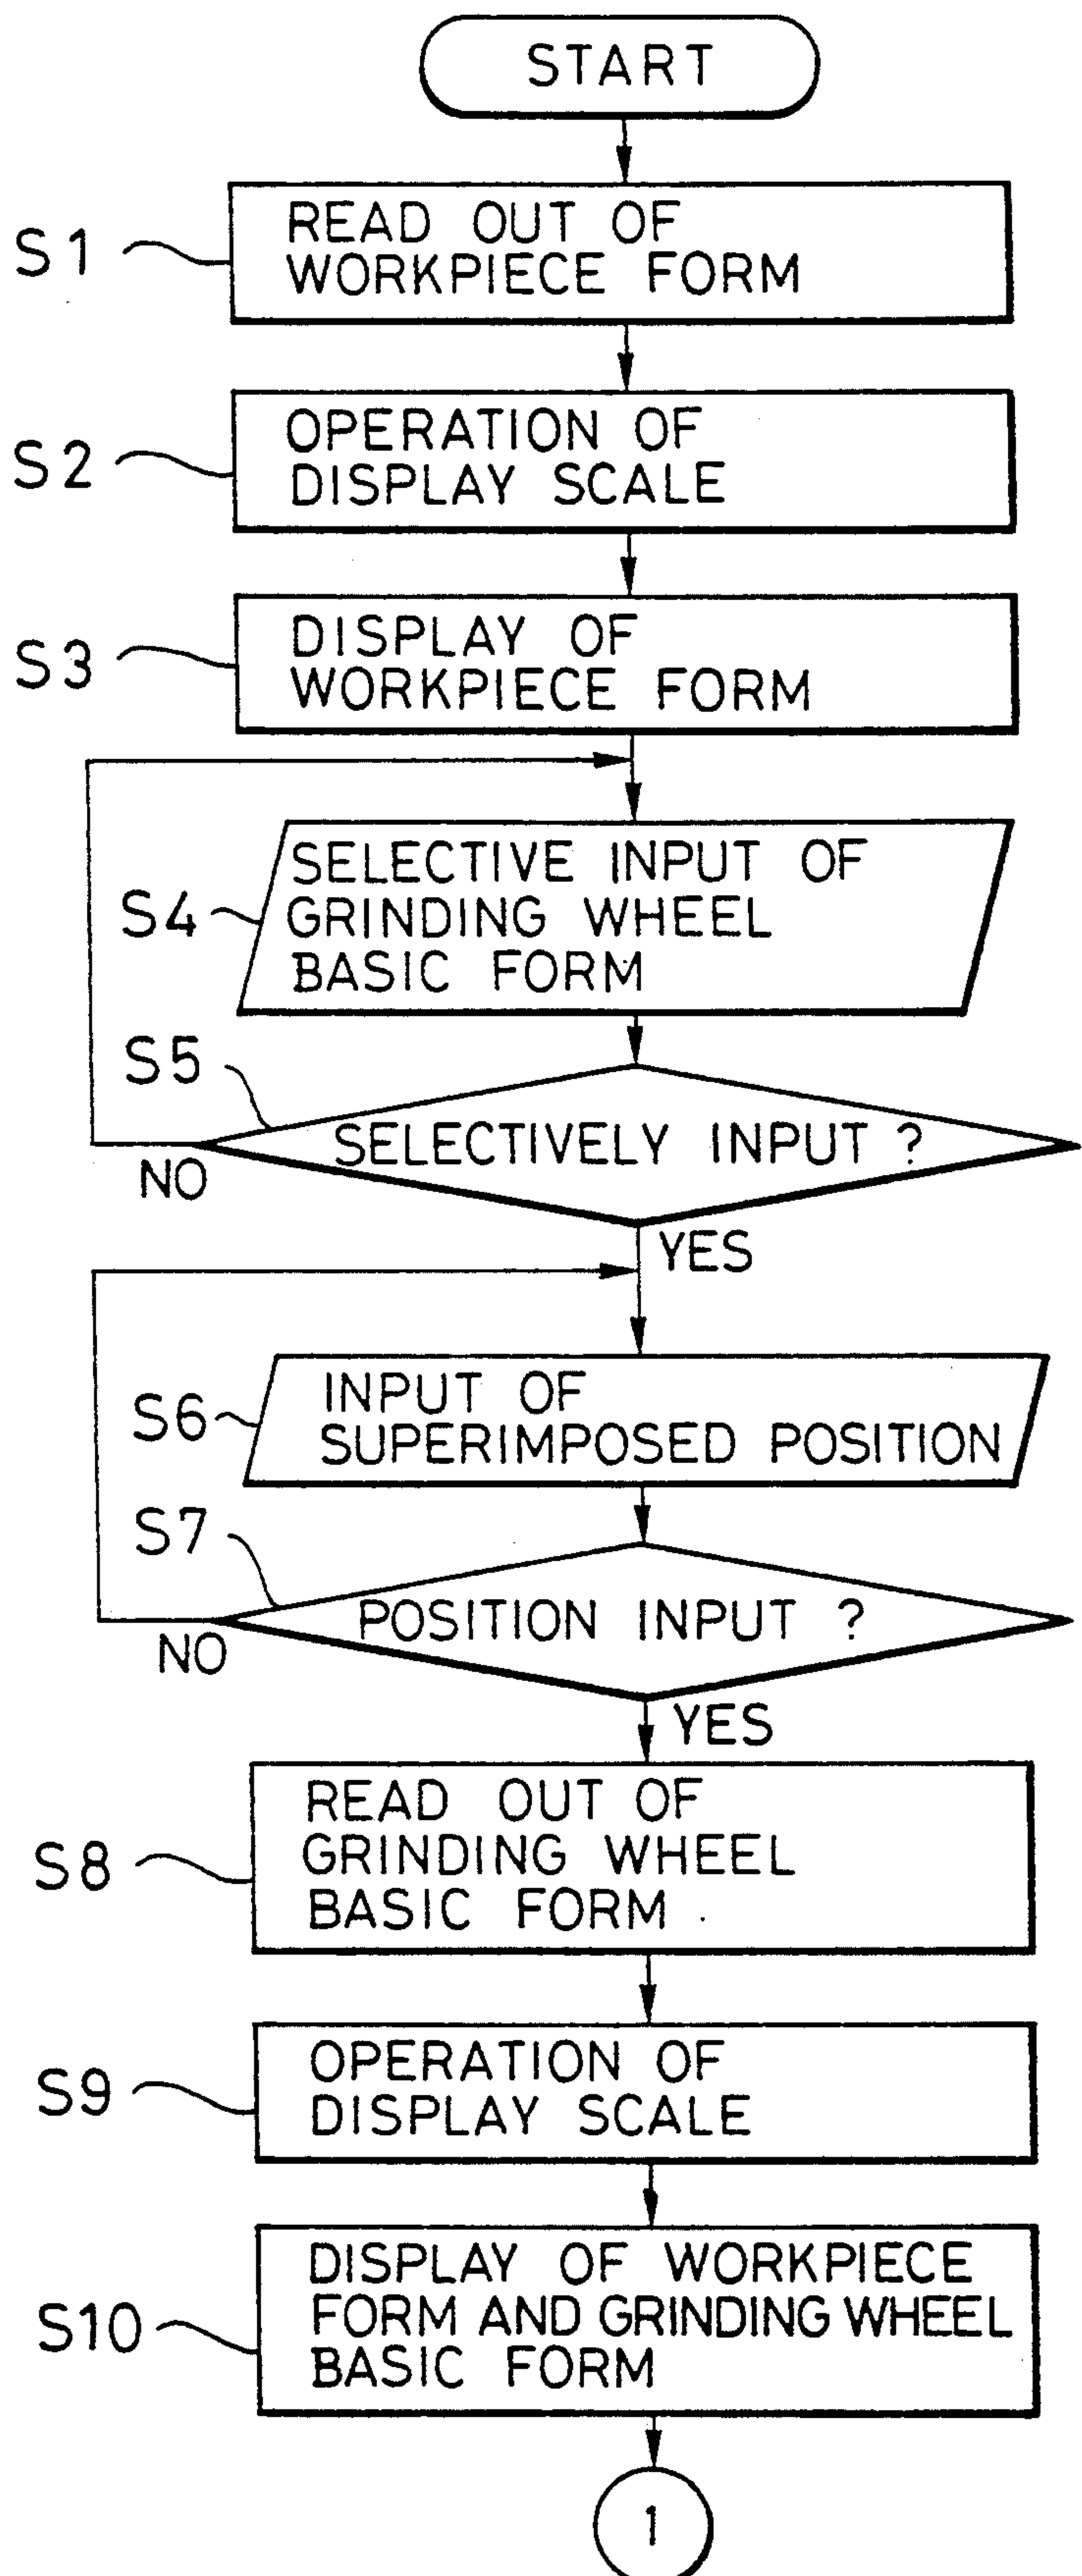 START
S1
READ OUT OF
WORKPIECE FORM
S2
OPERATION OF
DISPLAY SCALE
S3
DISPLAY OF
WORKPIECE FORM
S4
SELECTIVE INPUT OF
GRINDING WHEEL
BASIC FORM
S5
SELECTIVELY INPUT ?
NO
YES
S6
INPUT OF
SUPERIMPOSED POSITION
S7
POSITION INPUT ?
NO
YES
S8
READ OUT OF
GRINDING WHEEL
BASIC FORM
S9
OPERATION OF
DISPLAY SCALE
S10
DISPLAY OF WORKPIECE
FORM AND GRINDING WHEEL
BASIC FORM
1